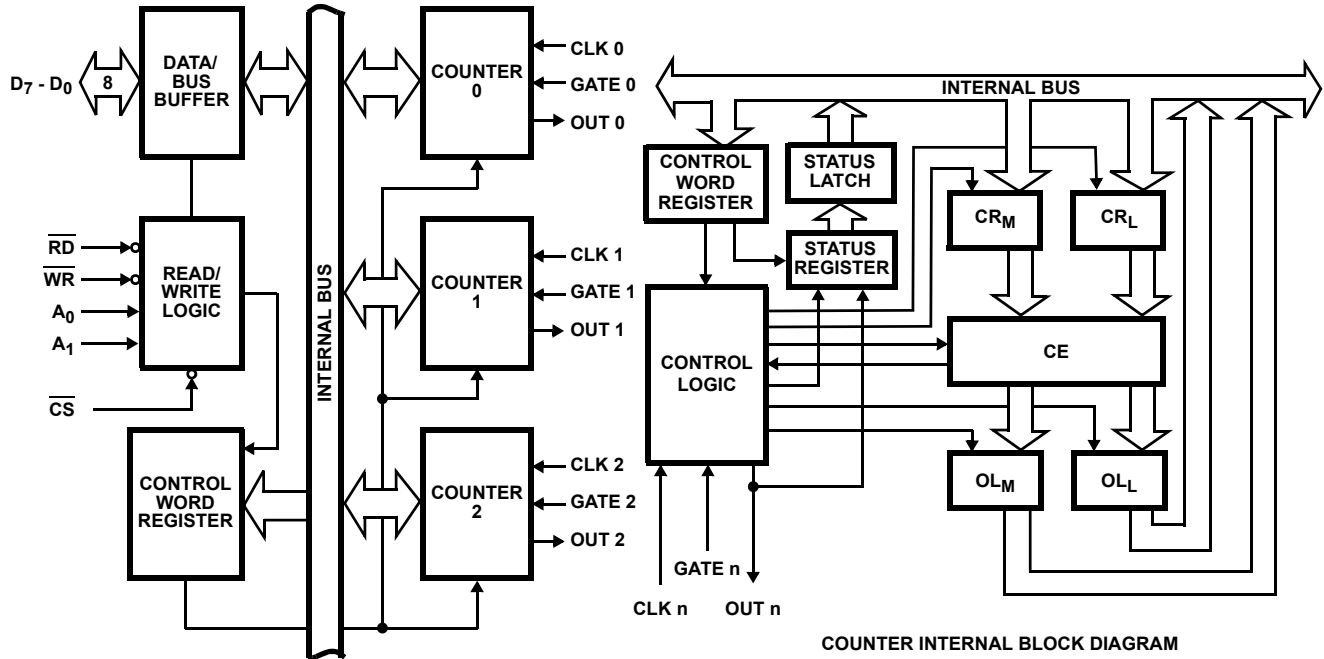 D7 - D0
8
DATA/
BUS
BUFFER
RD
WR
A0
A1
CS
READ/
WRITE
LOGIC
CONTROL
WORD
REGISTER
INTERNAL BUS
COUNTER
0
CLK 0
GATE 0
OUT 0
COUNTER
1
CLK 1
GATE 1
OUT 1
COUNTER
2
CLK 2
GATE 2
OUT 2
INTERNAL BUS
CONTROL
WORD
REGISTER
STATUS
LATCH
STATUS
REGISTER
CRM
CRL
CONTROL
LOGIC
CE
OLM
OLL
GATE n
CLK n
OUT n
COUNTER INTERNAL BLOCK DIAGRAM